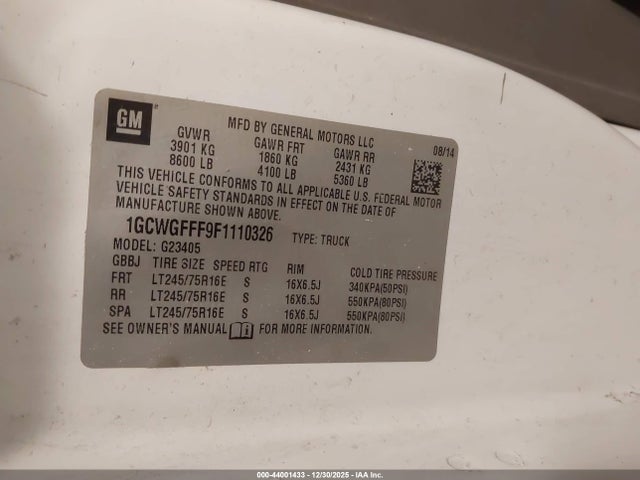 GM
MFD BY GENERAL MOTORS LLC
08/14
GVWR GAWR FRT GAWR RR
3901 KG 1860 KG 2431 KG
8600 LB 4100 LB 5360 LB
THIS VEHICLE CONFORMS TO ALL APPLICABLE U.S. FEDERAL MOTOR
VEHICLE SAFETY STANDARDS IN EFFECT ON THE DATE OF
MANUFACTURE SHOWN ABOVE.
1GCWGFFF9F1110326 TYPE: TRUCK
MODEL: G23405
GBBJ TIRE SIZE SPEED RTG RIM COLD TIRE PRESSURE
FRT LT245/75R16E S 16X6.5J 340KPA(50PSI)
RR LT245/75R16E S 16X6.5J 550KPA(80PSI)
SPA LT245/75R16E S 16X6.5J 550KPA(80PSI)
SEE OWNER'S MANUAL FOR MORE INFORMATION.
000-44001433 - 12/30/2025 - IAA Inc.